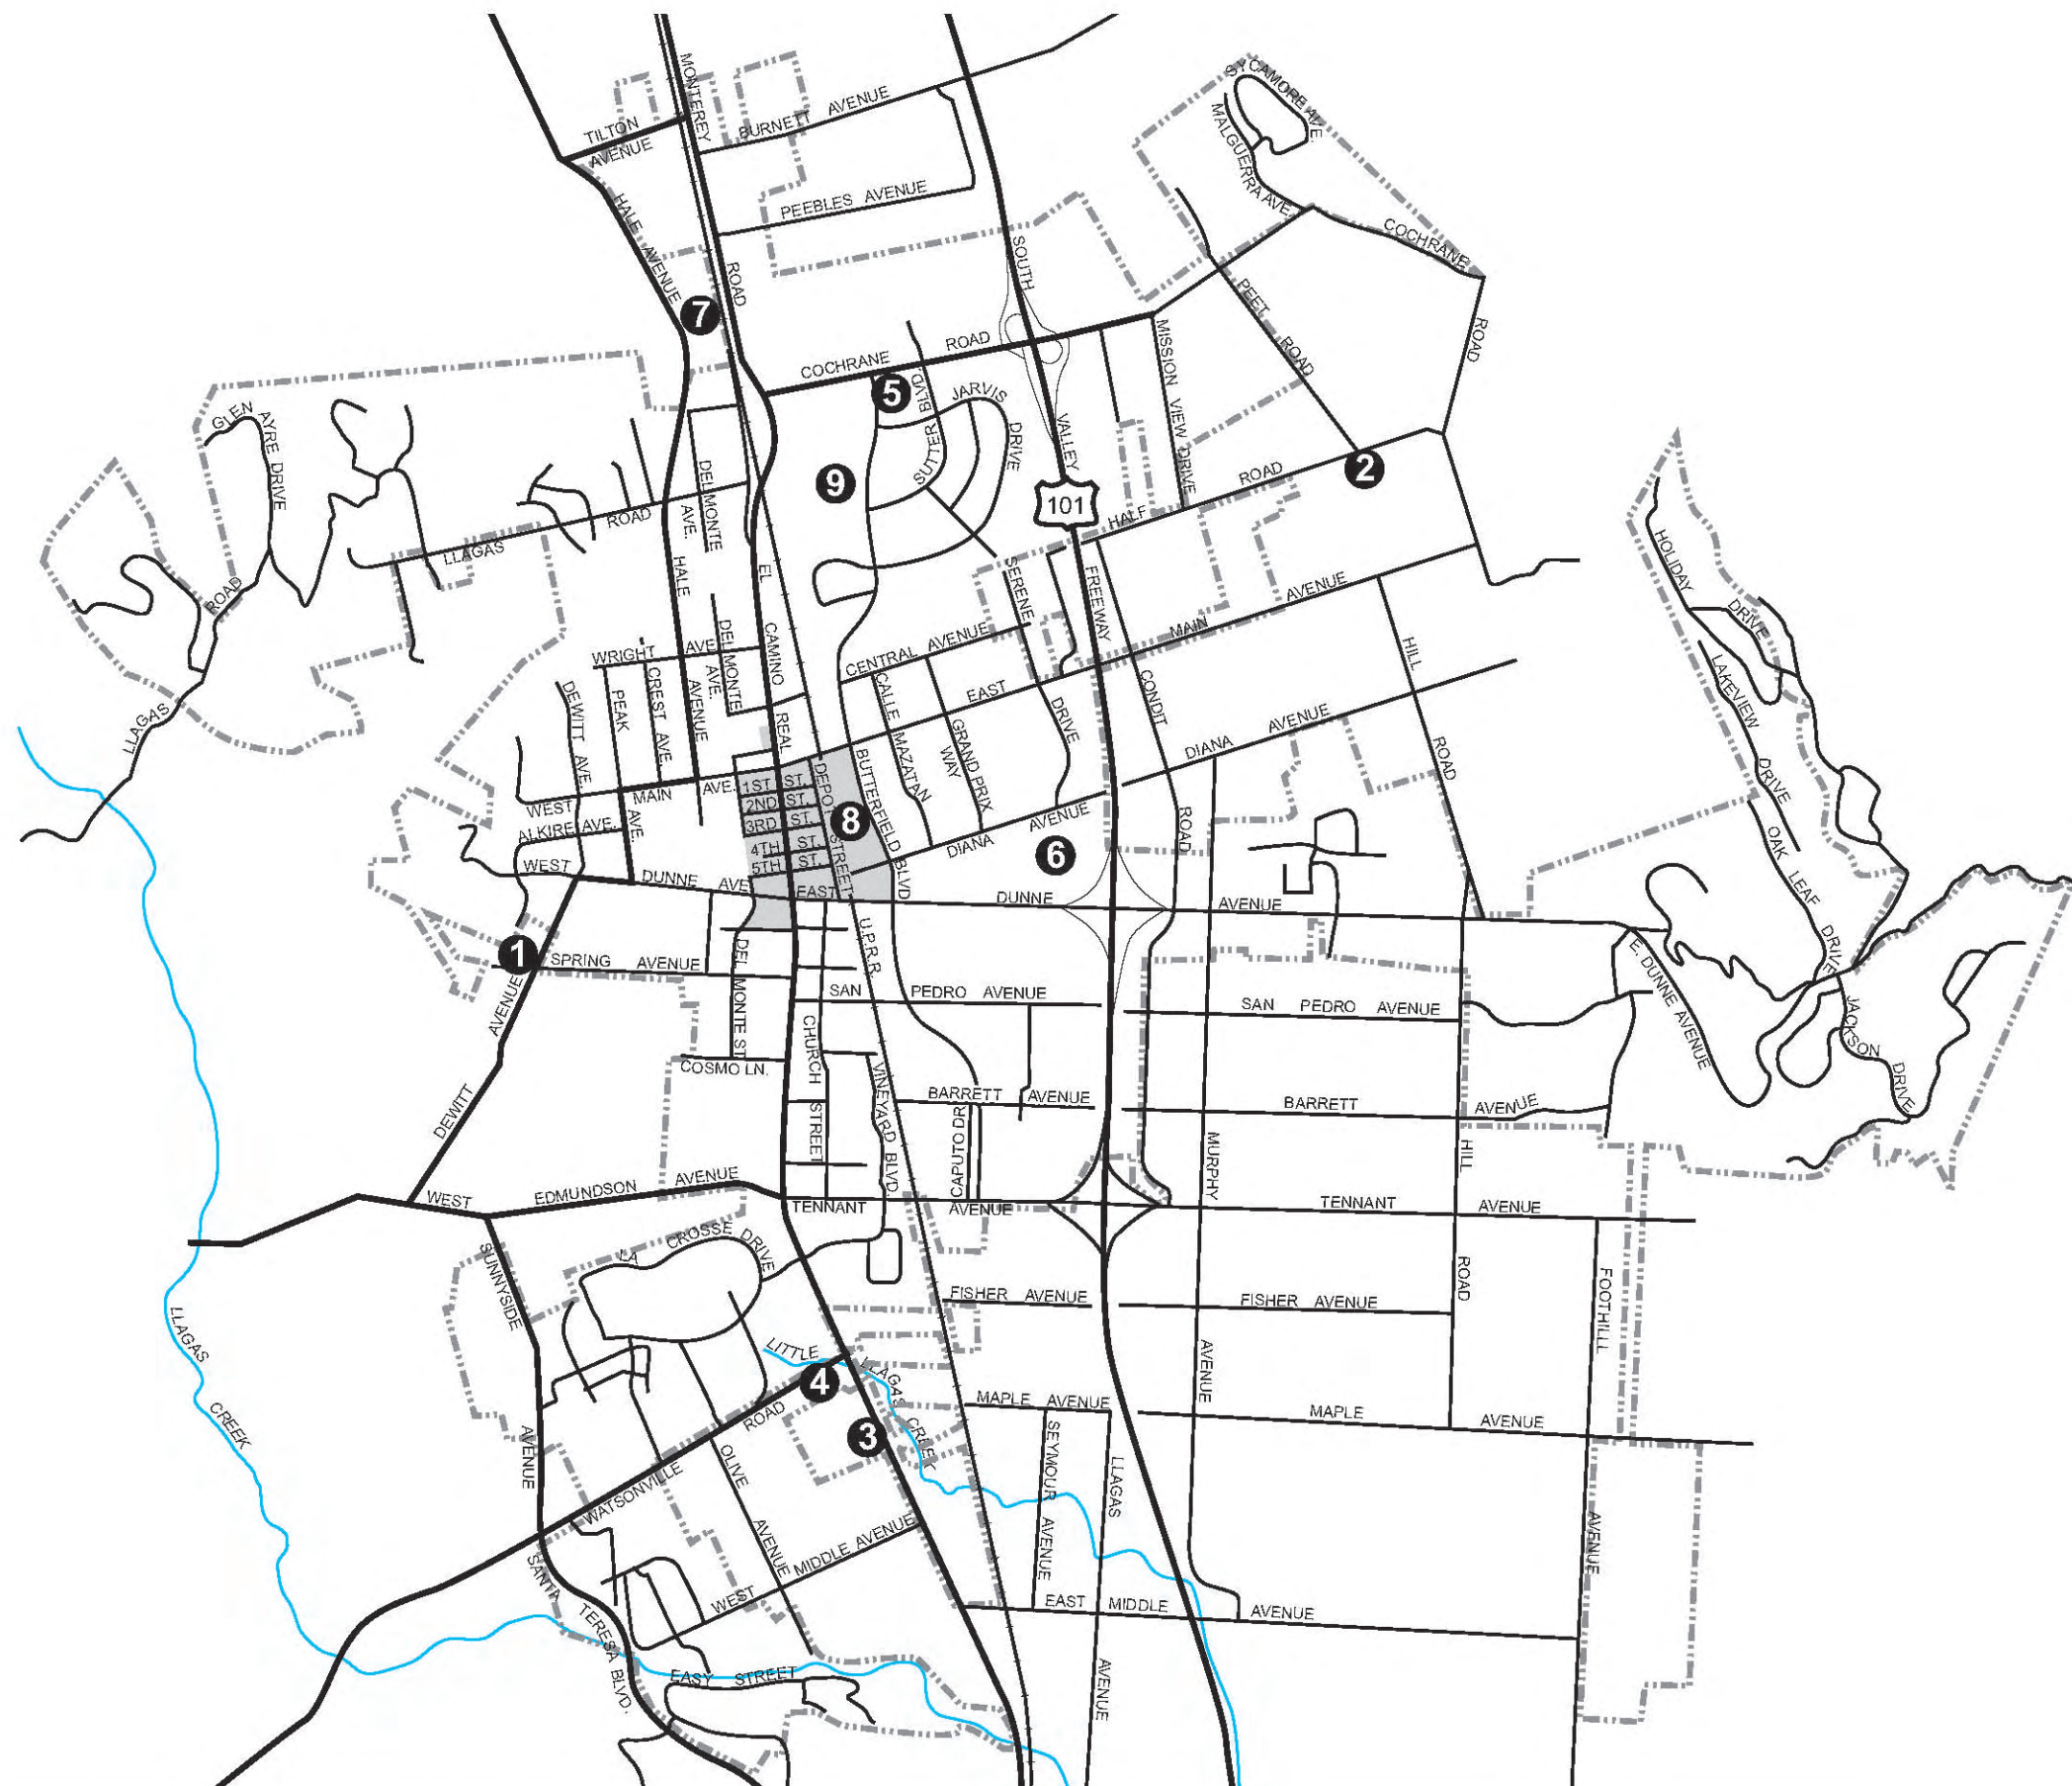 SYCAMORE AVE.
MONTEREY
BURNETT AVENUE
TILTON
AVENUE
MALGUERRA AVE.
PEEBLES AVENUE
HALE AVENUE
COCHRANE
ROAD
SOUTH
ROAD
PEET ROAD
7
ROAD
COCHRANE ROAD
MISSION VIEW DRIVE
5
BLVD.
JARVIS
DRIVE
SUTTER
VALLEY
GLEN
AYRE DRIVE
DEL MONTE
AVE.
9
2
101
HALF ROAD
LLAGAS ROAD
HOLIDAY
DRIVE
HALE
EL
SERENE
FREEWAY
ROAD
MAIN AVENUE
LLAGAS
WRIGHT AVE.
DEL MONTE
AVE.
CAMINO
CENTRAL AVENUE
HILL
LAKEVIEW
DRIVE
DEWITT AVE.
PEAK
CREST AVE.
AVENUE
CALLE MAZATAN
EAST
CONDIT
DRIVE
REAL
GRAND PRIX
WAY
DIANA AVENUE
ROAD
BUTTERFIELD BLVD
WEST MAIN AVE.
1ST ST.
2ND ST.
3RD ST.
4TH ST.
5TH ST.
DEPOT
STREET
8
ALKIRE AVE.
AVE.
DIANA AVENUE
6
ROAD
OAK LEAF
DRIVE
WEST DUNNE AVE
EAST DUNNE AVENUE
U.P.R.R.
1
SPRING AVENUE
DEL MONTE ST
E. DUNNE AVENUE
SAN PEDRO AVENUE
SAN PEDRO AVENUE
JACKSON
DRIVE
AVENUE
DEWITT
CHURCH
STREET
COSMO LN.
VINEYARD BLVD.
BARRETT AVENUE
BARRETT AVENUE
CAPUTO DR
MURPHY
HILL
WEST EDMUNDSON AVENUE
TENNANT AVENUE
TENNANT AVENUE
LA CROSSE DRIVE
SUNNYSIDE
ROAD
FOOTHILL
FISHER AVENUE
FISHER AVENUE
LLAGAS
CREEK
LITTLE
LLAGAS CREEK
4
AVENUE
MAPLE AVENUE
MAPLE AVENUE
3
ROAD
WATSONVILLE
AVENUE
OLIVE
AVENUE
SEYMOUR AVENUE
LLAGAS
AVENUE
WEST MIDDLE AVENUE
AVENUE
SANTA
TERESA BLVD.
EAST MIDDLE AVENUE
EASY STREET